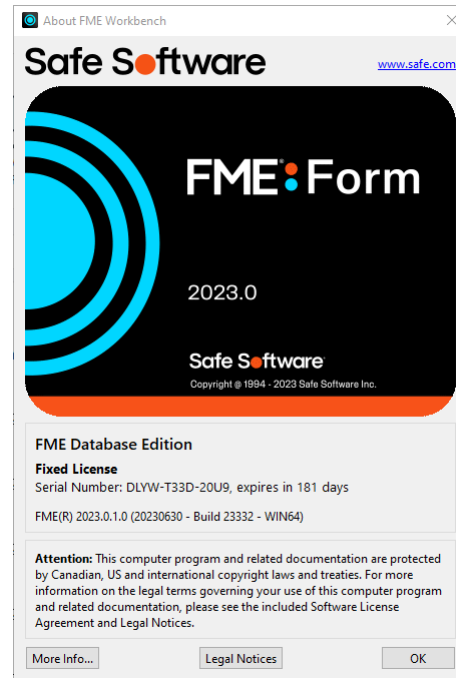 About FME Workbench
Safe Software
www.safe.com
FME Form
2023.0
Safe Software
Copyright @ 1994 - 2023 Safe Software Inc.
FME Database Edition
Fixed License
Serial Number: DLYW-T33D-20U9, expires in 181 days
FME(R) 2023.0.1.0 (20230630 - Build 23332 - WIN64)
Attention: This computer program and related documentation are protected
by Canadian, US and international copyright laws and treaties. For more
information on the legal terms governing your use of this computer program
and related documentation, please see the included Software License
Agreement and Legal Notices.
More Info...
Legal Notices
OK